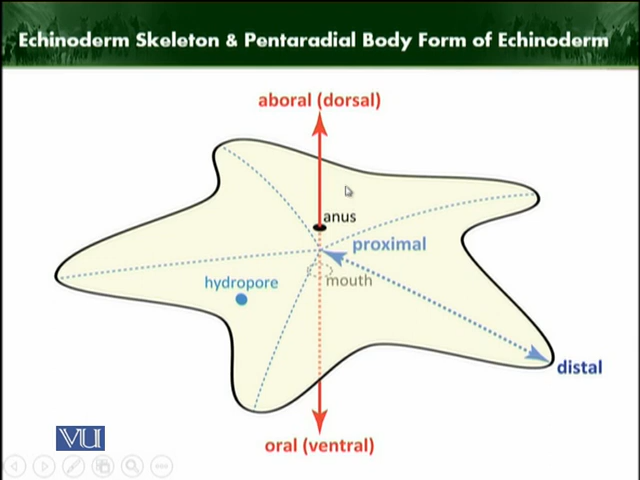 Echinoderm Skeleton & Pentaradial Body Form of Echinoderm
aboral (dorsal)
anus
proximal
hydropore
mouth
distal
VU
oral (ventral)